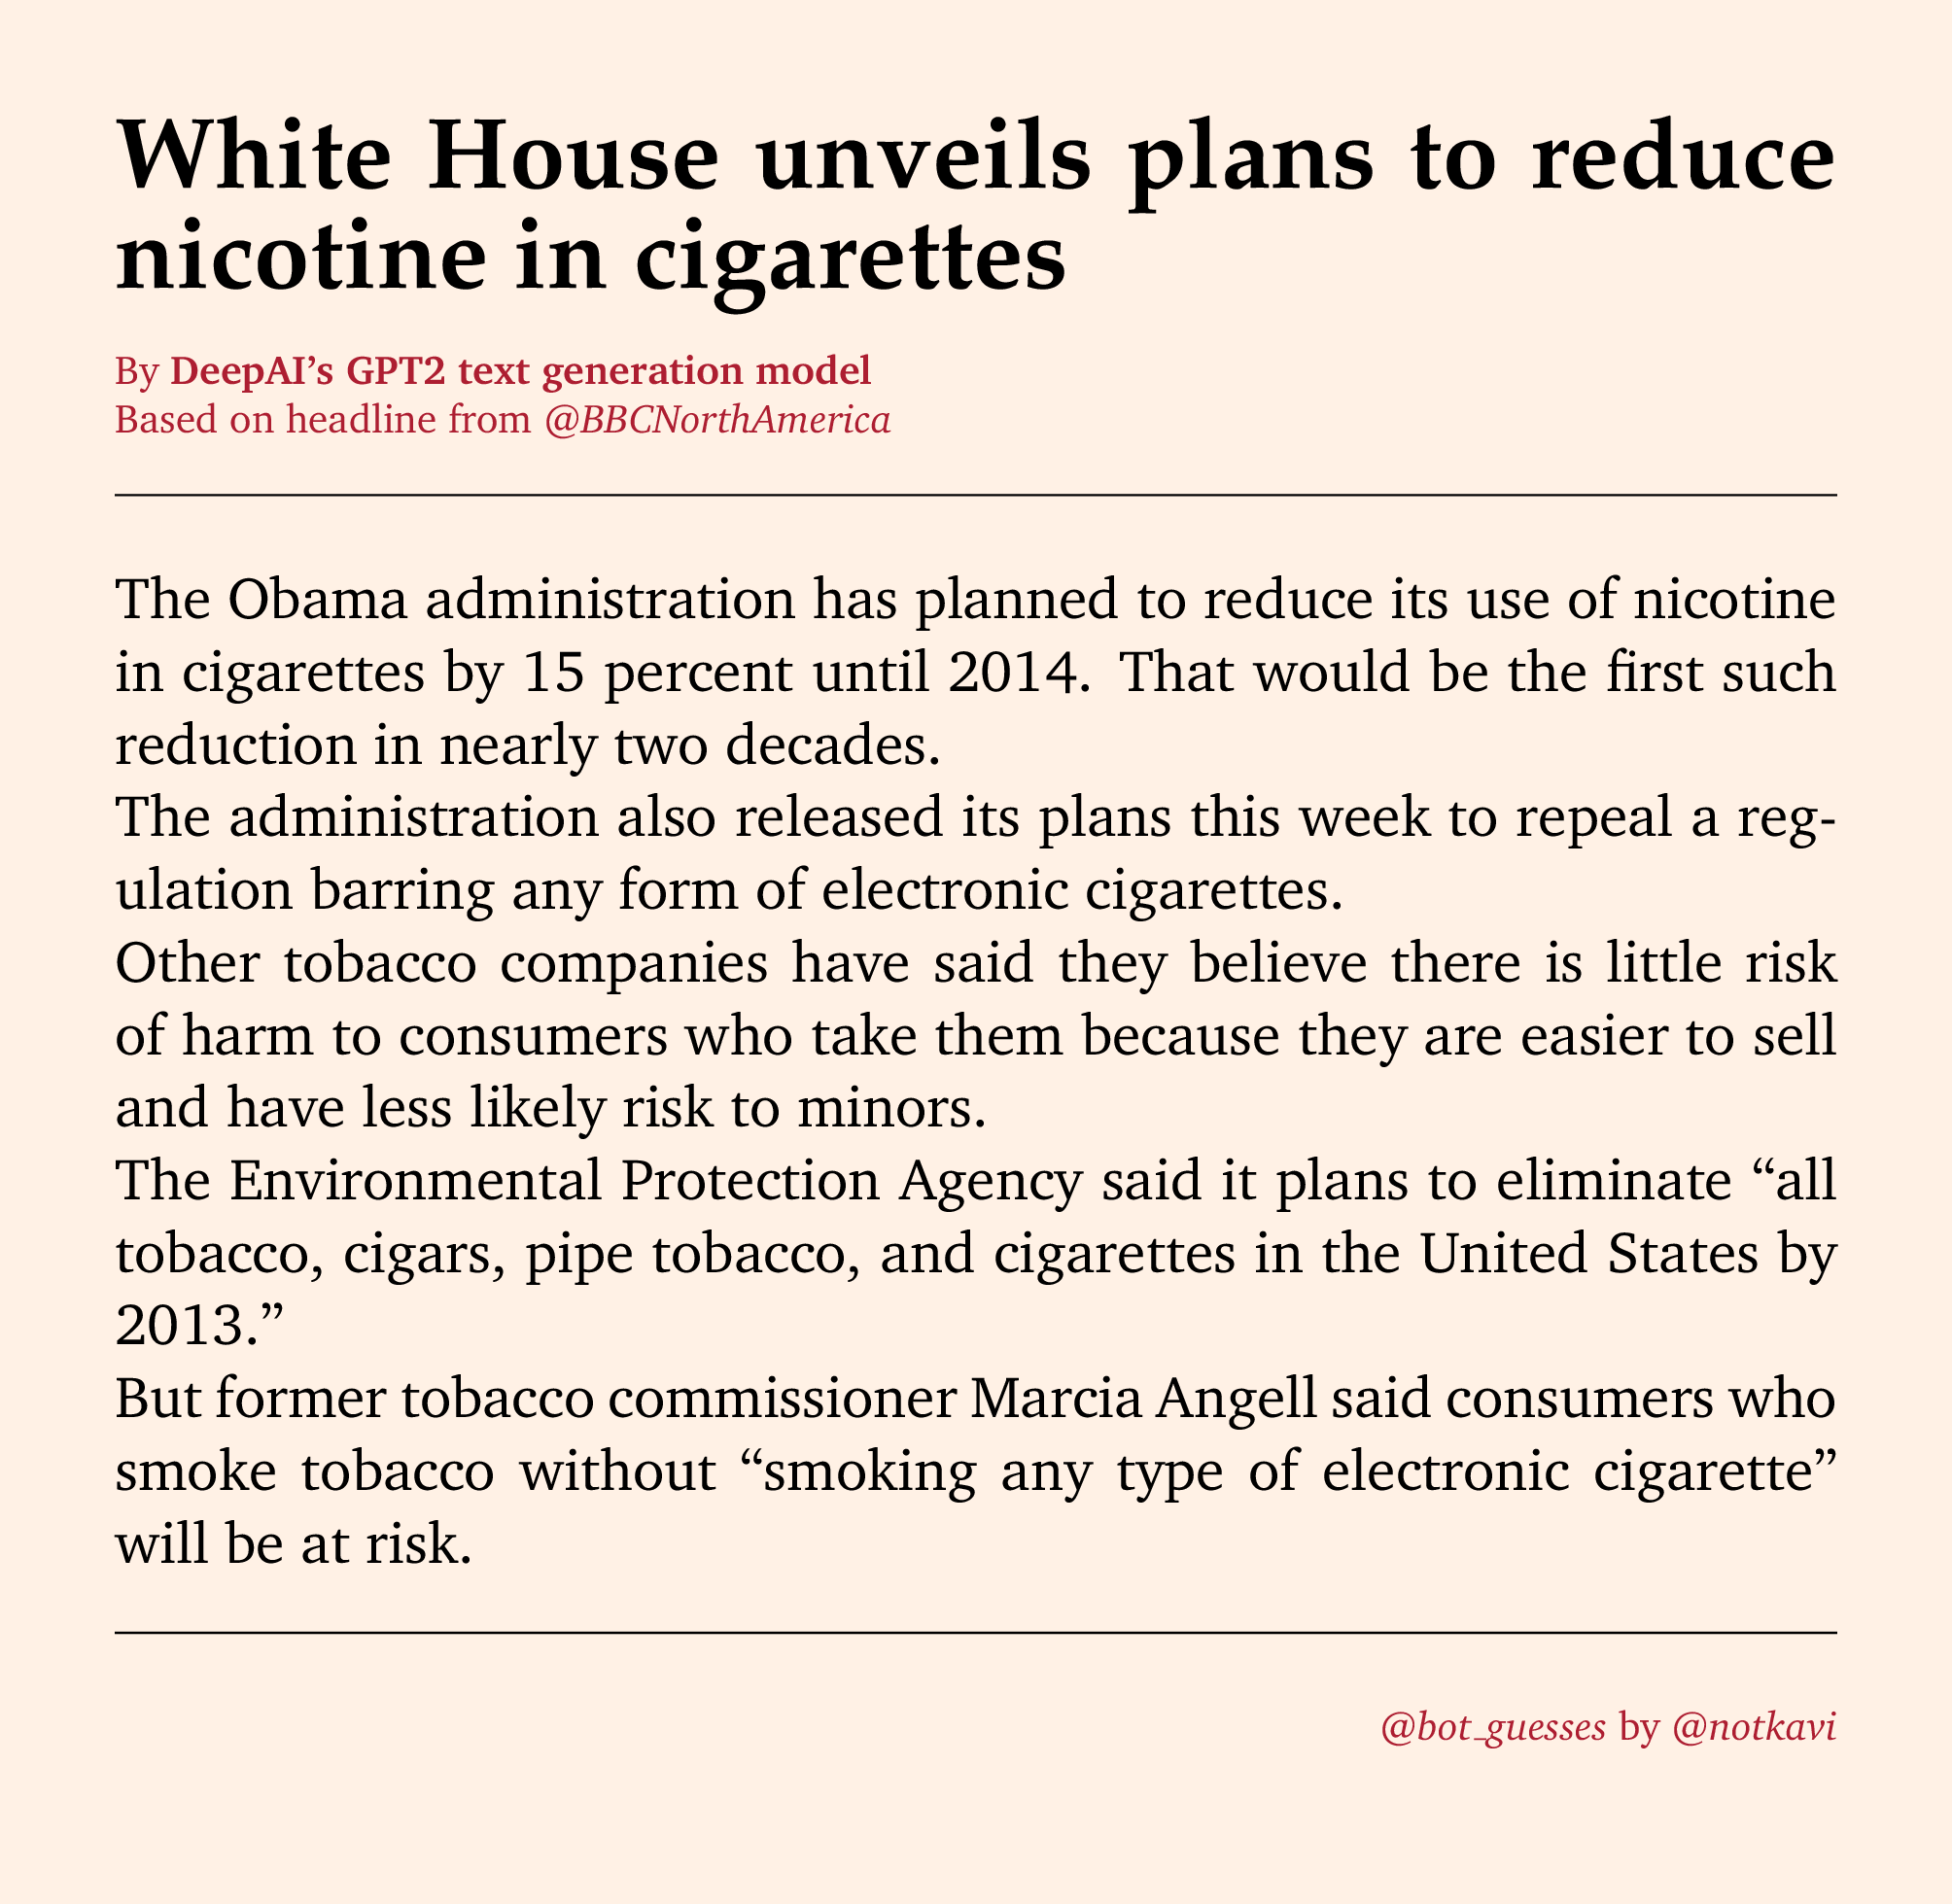 White House unveils plans to reduce
nicotine in cigarettes
By DeepAI’s GPT2 text generation model
Based on headline from @BBCNorthAmerica
The Obama administration has planned to reduce its use of nicotine
in cigarettes by 15 percent until 2014. That would be the first such
reduction in nearly two decades.
The administration also released its plans this week to repeal a reg-
ulation barring any form of electronic cigarettes.
Other tobacco companies have said they believe there is little risk
of harm to consumers who take them because they are easier to sell
and have less likely risk to minors.
The Environmental Protection Agency said it plans to eliminate “all
tobacco, cigars, pipe tobacco, and cigarettes in the United States by
2013.”
But former tobacco commissioner Marcia Angell said consumers who
smoke tobacco without “smoking any type of electronic cigarette”
will be at risk.
@bot_guesses by @notkavi